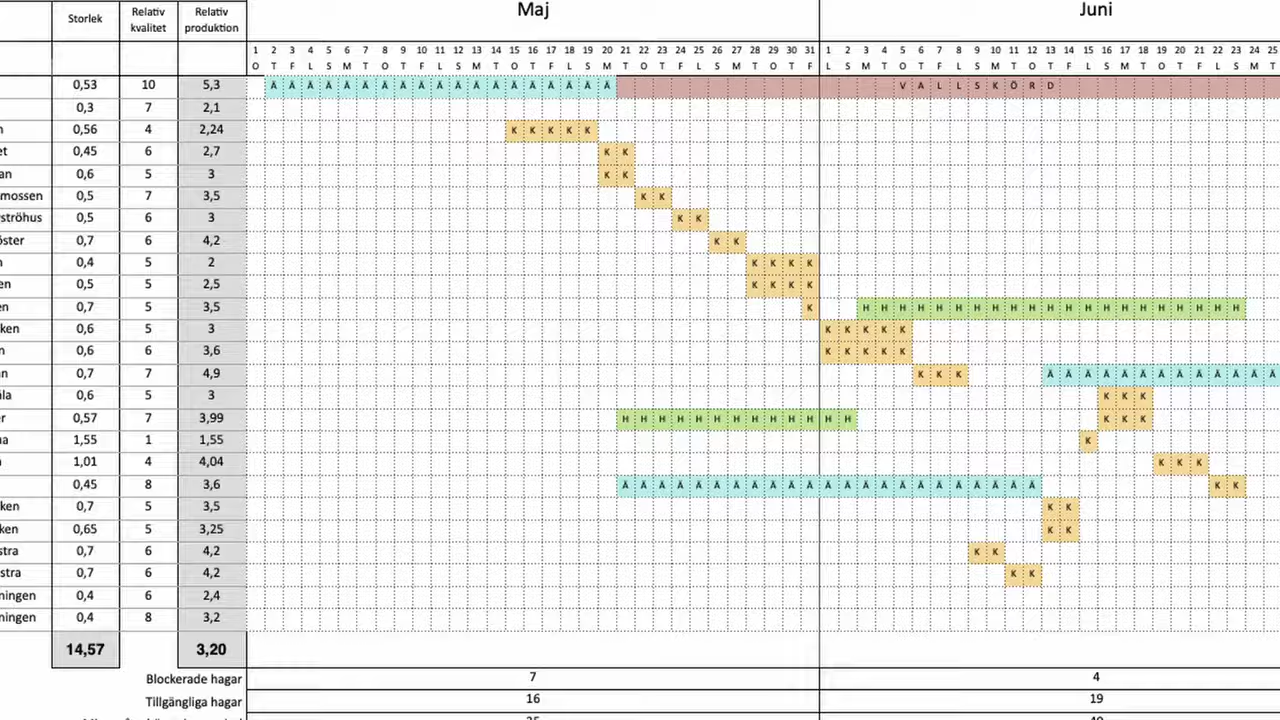 Maj Juni
Storlek Relativ kvalitet Relativ produktion
1 2 3 4 5 6 7 8 9 10 11 12 13 14 15 16 17 18 19 20 21 22 23 24 25 26 27 28 29 30 31 1 2 3 4 5 6 7 8 9 10 11 12 13 14 15 16 17 18 19 20 21 22 23 24 25
O T F L S M T O T F L S M T O T F L S M T O T F L S M T O T F L S M T O T F L S M T O T F L S M T O T F L S M T
0,53 10 5,3 Ä Ä Ä Ä Ä Ä Ä Ä Ä Ä Ä Ä Ä Ä Ä Ä Ä Ä Ä V A L L S K Ö R D
0,3 7 2,1
n 0,56 4 2,24 K K K K K
et 0,45 6 2,7 K K
an 0,6 5 3 K K
mossen 0,5 7 3,5 K K
ströhus 0,5 6 3 K K
öster 0,7 6 4,2 K K
n 0,4 5 2 K K K K
en 0,5 5 2,5 K K K K
en 0,7 5 3,5 K H H H H H H H H H H H H H H H H H H H H H
ken 0,6 5 3 K K K K K
n 0,6 6 3,6 K K K K K
an 0,7 7 4,9 K K K Ä Ä Ä Ä Ä Ä Ä Ä Ä Ä Ä Ä Ä
ila 0,6 5 3 K K K
er 0,57 7 3,99 H H H H H H H H H H H H H K K K
na 1,55 1 1,55 K
1,01 4 4,04 K K K
0,45 8 3,6 Ä Ä Ä Ä Ä Ä Ä Ä Ä Ä Ä Ä Ä Ä Ä Ä Ä Ä Ä Ä Ä Ä Ä K K
ken 0,7 5 3,5 K K
ken 0,65 5 3,25 K K
stra 0,7 6 4,2 K K
stra 0,7 6 4,2 K K
ningen 0,4 6 2,4
ningen 0,4 8 3,2
14,57 3,20
Blockerade hagar 7 4
Tillgängliga hagar 16 19